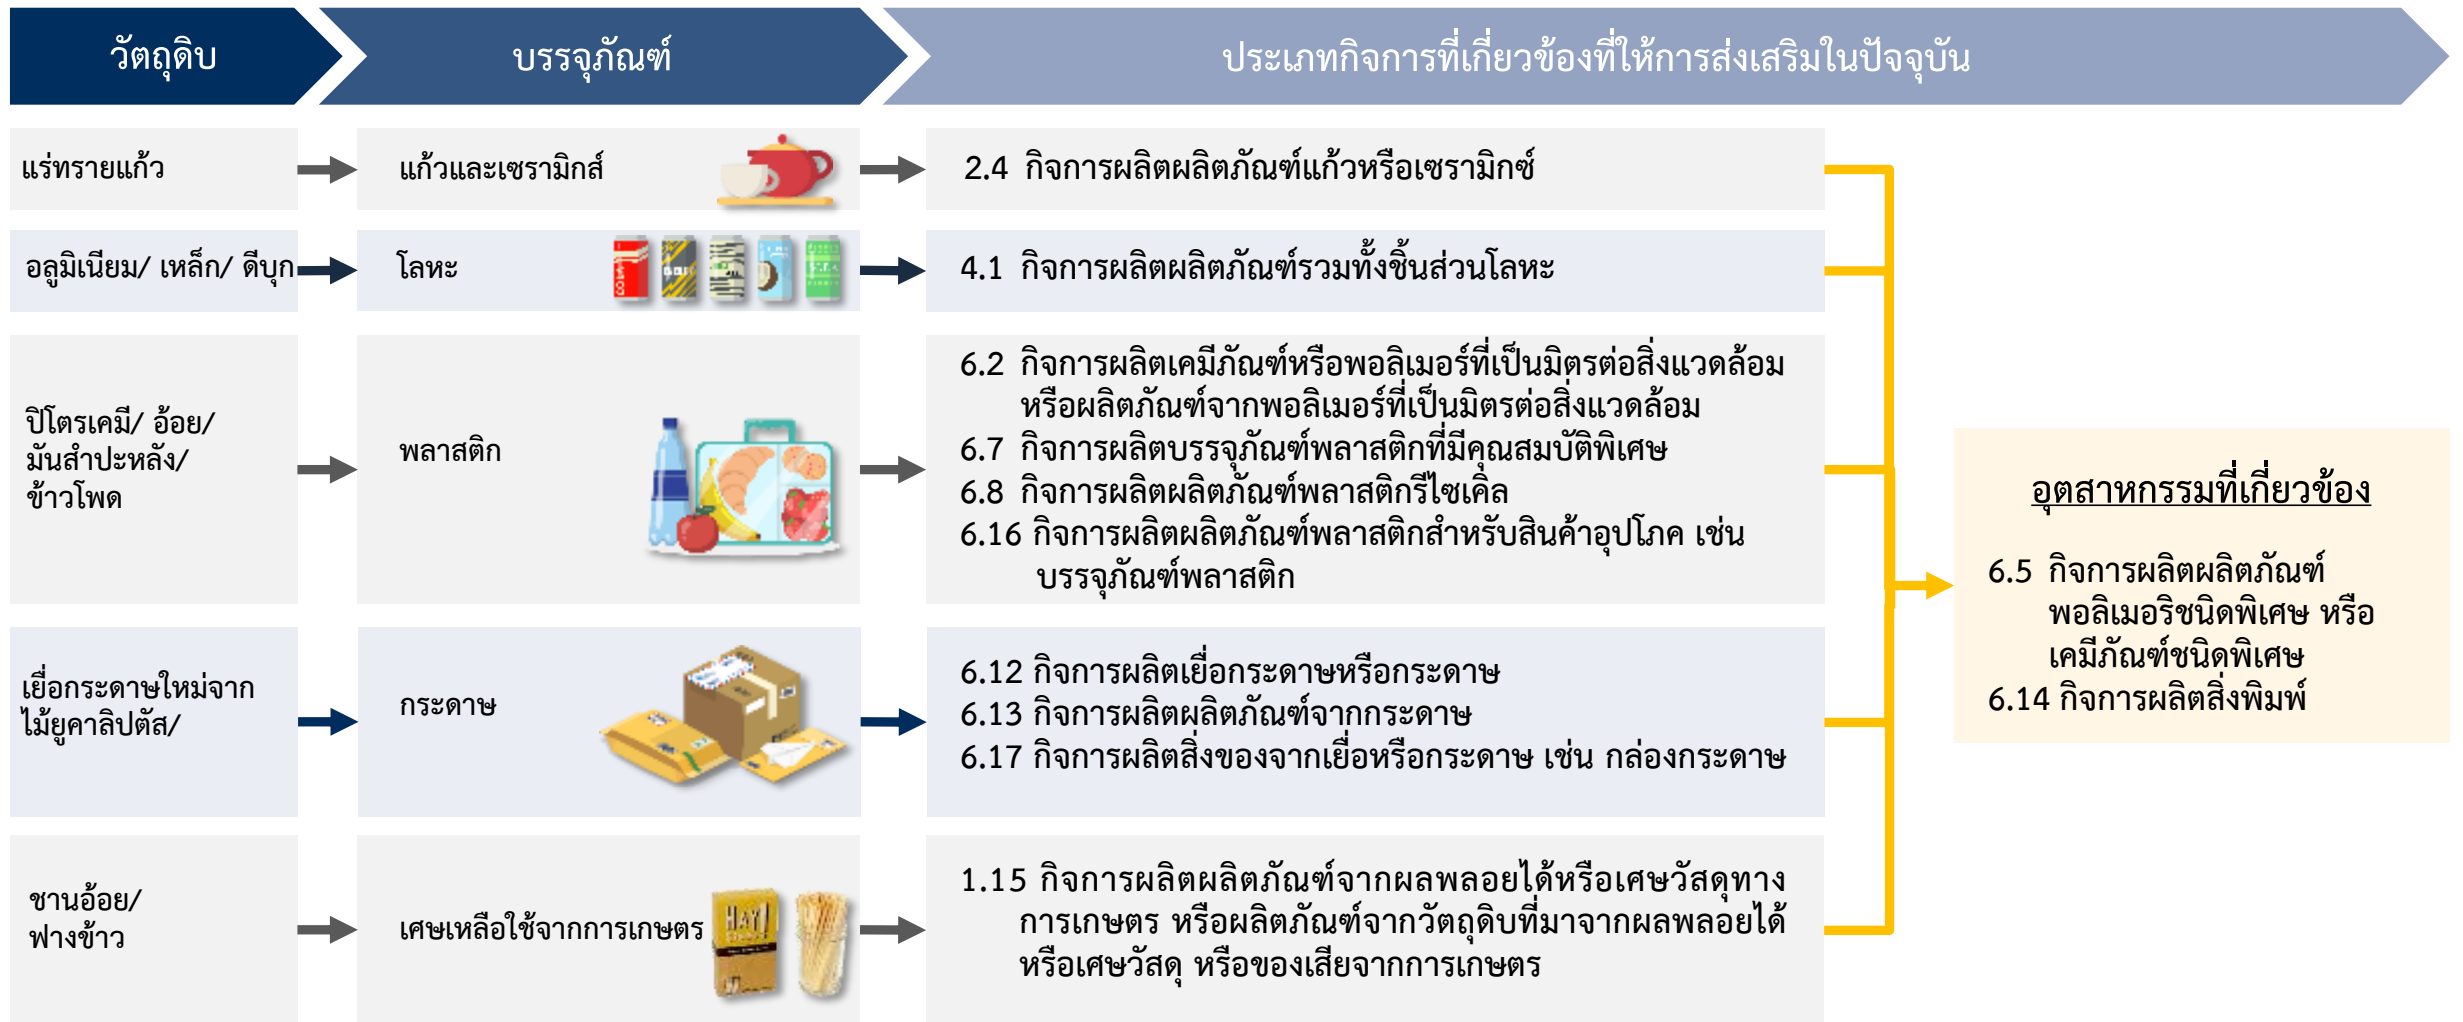 วัตถุดิบ
บรรจุภัณฑ์
ประเภทกิจการที่เกี่ยวข้องที่ให้การส่งเสริมในปัจจุบัน
แร่ทรายแก้ว
แก้วและเซรามิกส์
2.4 กิจการผลิตผลิตภัณฑ์แก้วหรือเซรามิกซ์
อลูมิเนียม/ เหล็ก/ ดีบุก
โลหะ
4.1 กิจการผลิตผลิตภัณฑ์รวมทั้งชิ้นส่วนโลหะ
ปิโตรเคมี/ อ้อย/
มันสำปะหลัง/
ข้าวโพด
พลาสติก
6.2 กิจการผลิตเคมีภัณฑ์หรือพอลิเมอร์ที่เป็นมิตรต่อสิ่งแวดล้อม
หรือผลิตภัณฑ์จากพอลิเมอร์ที่เป็นมิตรต่อสิ่งแวดล้อม
6.7 กิจการผลิตบรรจุภัณฑ์พลาสติกที่มีคุณสมบัติพิเศษ
6.8 กิจการผลิตผลิตภัณฑ์พลาสติกรีไซเคิล
6.16 กิจการผลิตผลิตภัณฑ์พลาสติกสำหรับสินค้าอุปโภค เช่น
บรรจุภัณฑ์พลาสติก
เยื่อกระดาษใหม่จาก
ไม้ยูคาลิปตัส/
กระดาษ
6.12 กิจการผลิตเยื่อกระดาษหรือกระดาษ
6.13 กิจการผลิตผลิตภัณฑ์จากกระดาษ
6.17 กิจการผลิตสิ่งของจากเยื่อหรือกระดาษ เช่น กล่องกระดาษ
ชานอ้อย/
ฟางข้าว
เศษเหลือใช้จากการเกษตร
HAY!
1.15 กิจการผลิตผลิตภัณฑ์จากผลพลอยได้หรือเศษวัสดุทาง
การเกษตร หรือผลิตภัณฑ์จากวัตถุดิบที่มาจากผลพลอยได้
หรือเศษวัสดุ หรือของเสียจากการเกษตร
อุตสาหกรรมที่เกี่ยวข้อง
6.5 กิจการผลิตผลิตภัณฑ์
พอลิเมอริชนิดพิเศษ หรือ
เคมีภัณฑ์ชนิดพิเศษ
6.14 กิจการผลิตสิ่งพิมพ์